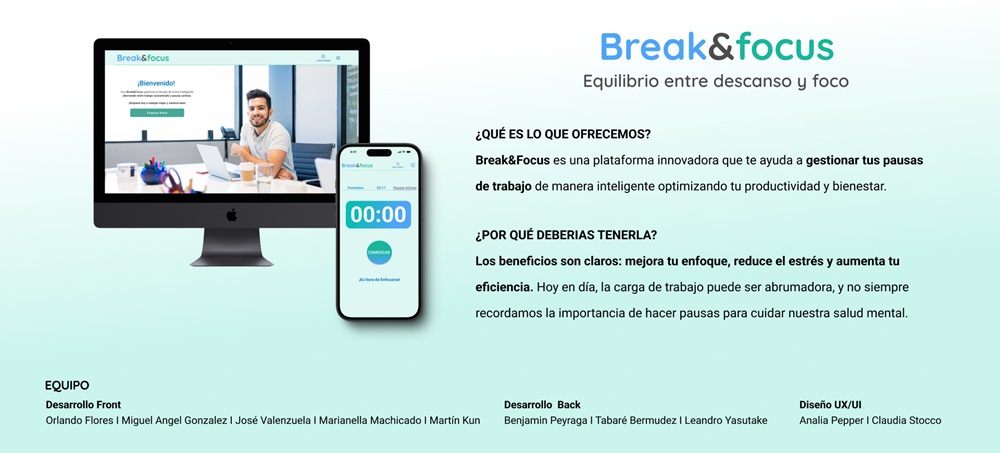 Break&focus
Equilibrio entre descanso y foco
Break&focus
¡Bienvenido!
¡Es hora de Enfocarse!
Break&focus
00:00
COMENZAR
¿QUÉ ES LO QUE OFRECEMOS?
Break&Focus es una plataforma innovadora que te ayuda a gestionar tus pausas
de trabajo de manera inteligente optimizando tu productividad y bienestar.
¿POR QUÉ DEBERIAS TENERLA?
Los beneficios son claros: mejora tu enfoque, reduce el estrés y aumenta tu
eficiencia. Hoy en día, la carga de trabajo puede ser abrumadora, y no siempre
recordamos la importancia de hacer pausas para cuidar nuestra salud mental.
EQUIPO
Desarrollo Front
Orlando Flores I Miguel Angel Gonzalez I José Valenzuela I Marianella Machicado I Martín Kun
Desarrollo Back
Benjamin Peyraga I Tabaré Bermudez I Leandro Yasutake
Diseño UX/UI
Analia Pepper I Claudia Stocco